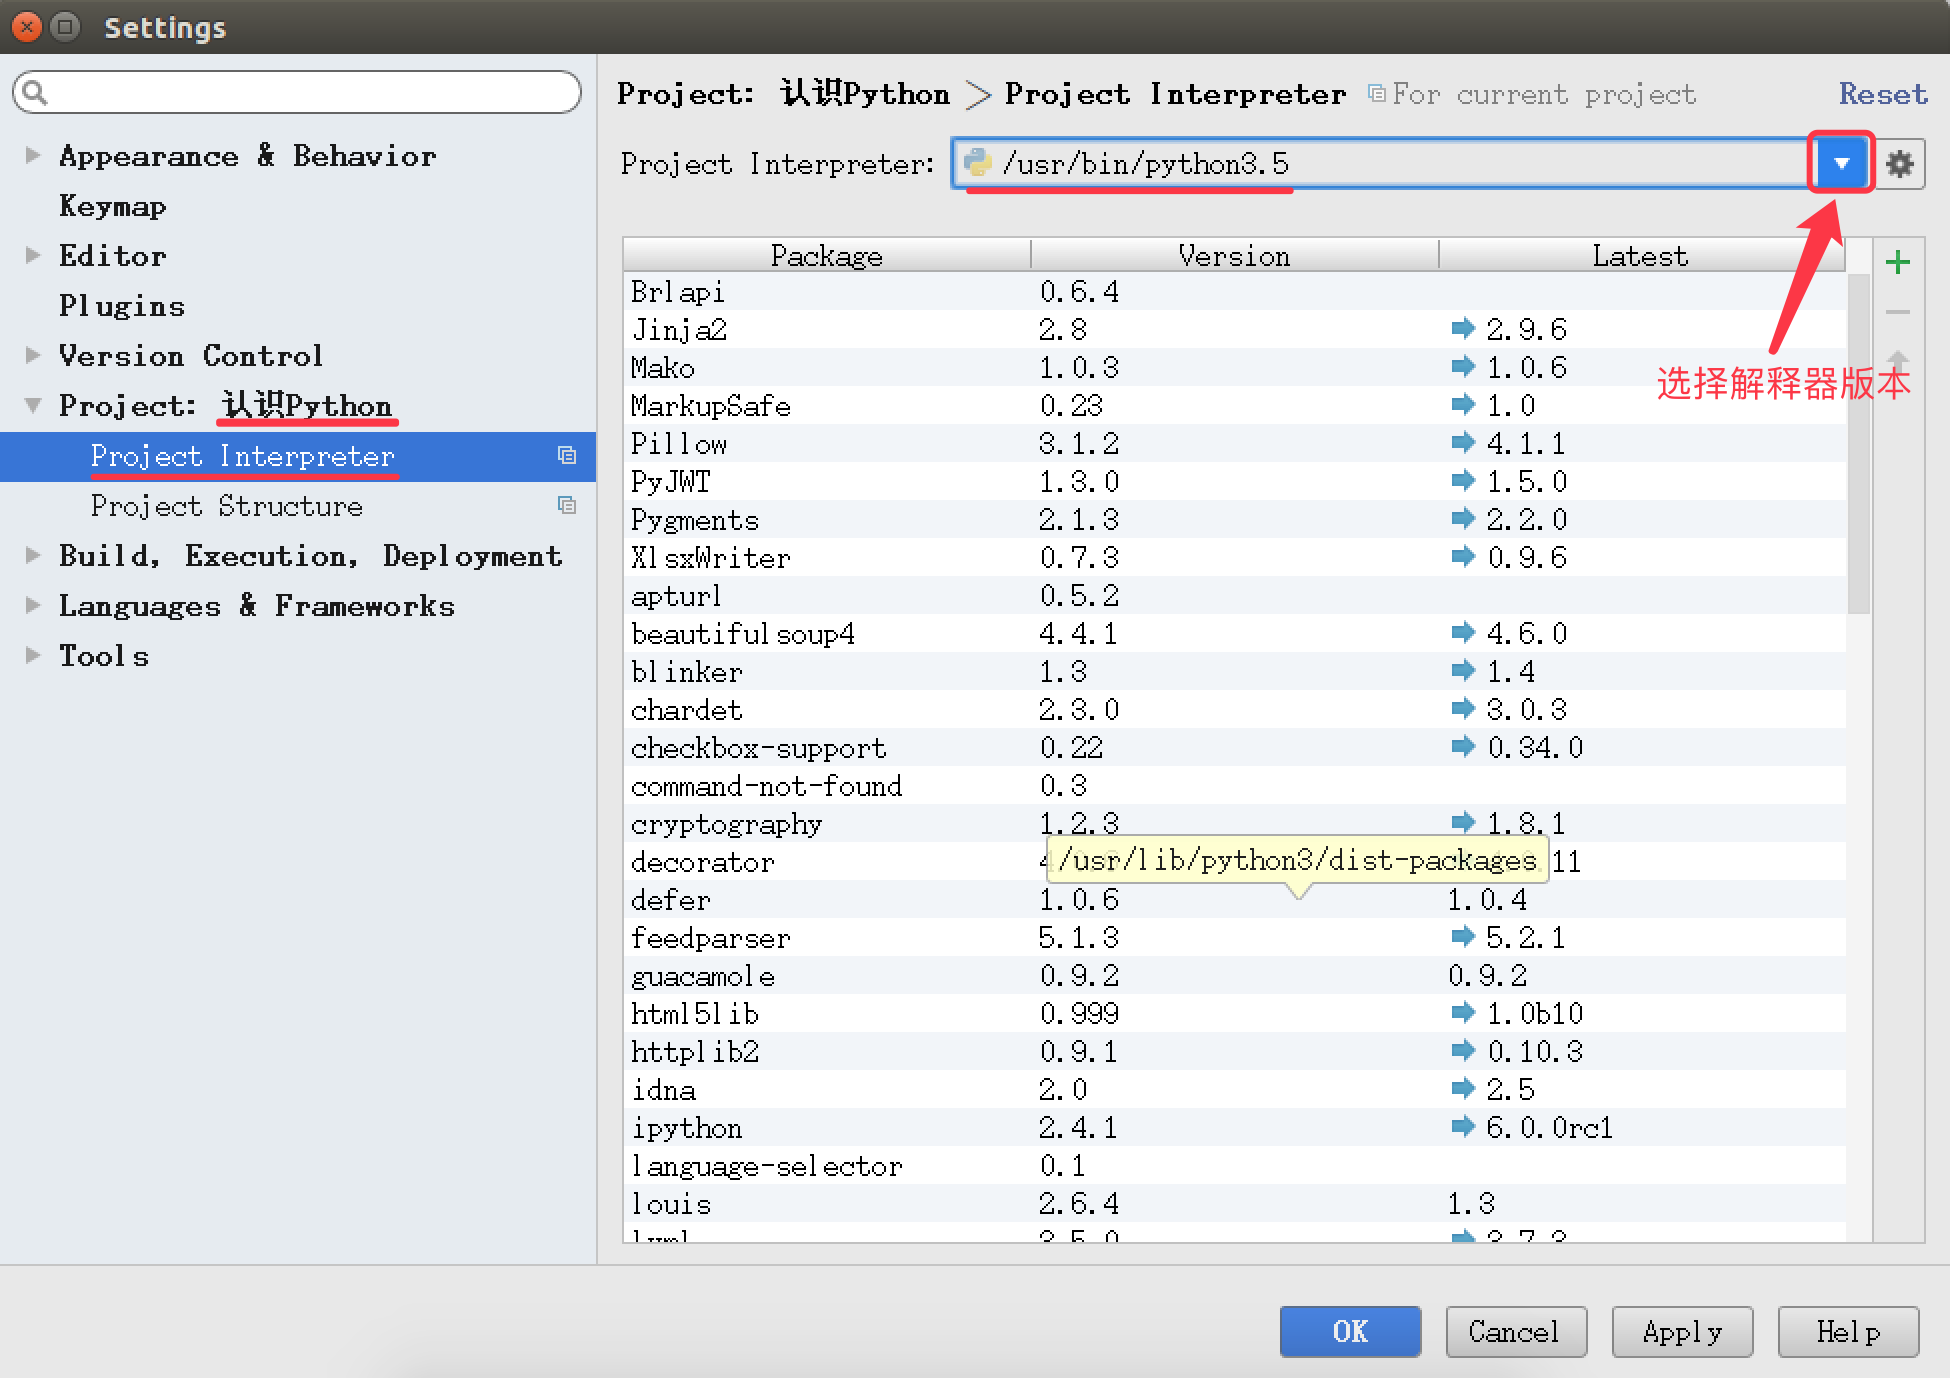 Settings
Appearance & Behavior
Keymap
Editor
Plugins
Version Control
Project: 认识Python
Project Interpreter
Project Structure
Build, Execution, Deployment
Languages & Frameworks
Tools
Project: 认识Python > Project Interpreter For current project Reset
Project Interpreter: /usr/bin/python3.5
选择解释器版本
Package Version Latest
Brlapi 0.6.4
Jinja2 2.8 2.9.6
Mako 1.0.3 1.0.6
MarkupSafe 0.23 1.0
Pillow 3.1.2 4.1.1
PyJWT 1.3.0 1.5.0
Pygments 2.1.3 2.2.0
XlsxWriter 0.7.3 0.9.6
apturl 0.5.2
beautifulsoup4 4.4.1 4.6.0
blinker 1.3 1.4
chardet 2.3.0 3.0.3
checkbox-support 0.22 0.34.0
command-not-found 0.3
cryptography 1.2.3 1.8.1
decorator
/usr/lib/python3/dist-packages
defer 1.0.6 1.0.4
feedparser 5.1.3 5.2.1
guacamole 0.9.2 0.9.2
html5lib 0.999 1.0b10
httplib2 0.9.1 0.10.3
idna 2.0 2.5
ipython 2.4.1 6.0.0rc1
language-selector 0.1
louis 2.6.4 1.3
OK Cancel Apply Help